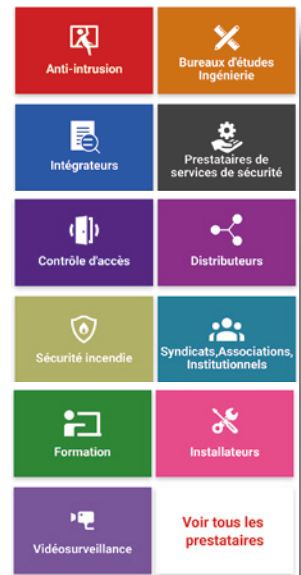 Anti-intrusion
Bureaux d'études
Ingénierie
Intégrateurs
Prestataires de
services de sécurité
Contrôle d'accès
Distributeurs
Sécurité incendie
Syndicats,Associations,
Institutionnels
Formation
Installateurs
Vidéosurveillance
Voir tous les
prestataires